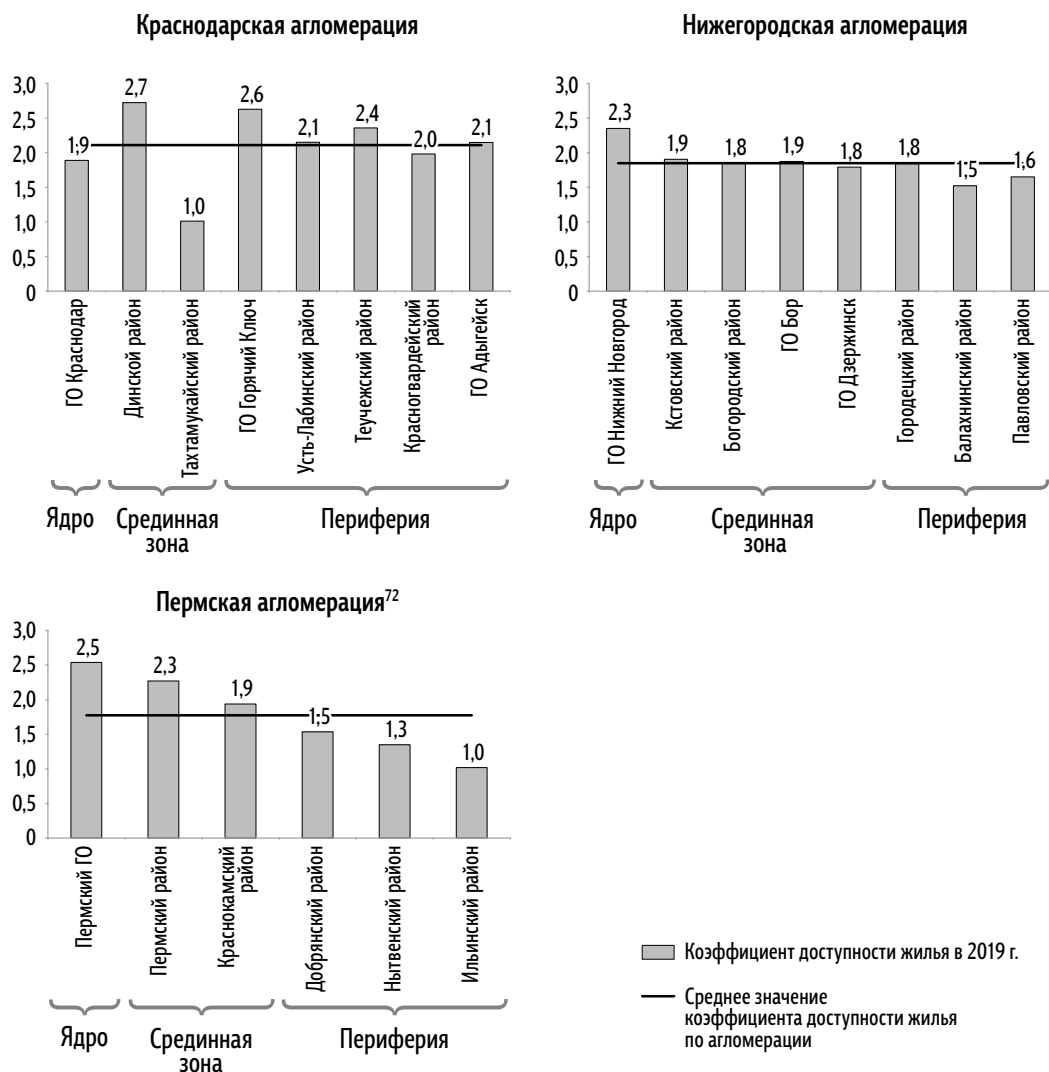 Краснодарская агломерация
3,0
2,5
2,0
1,5
1,0
0,5
0
1,9
2,7
1,0
2,6
2,1
2,4
2,0
2,1
ГО Краснодар
Динской район
Тахтамукайский район
ГО Горячий Ключ
Усть-Лабинский район
Теучежский район
Красногвардейский
район
ГО Адыгейск
Ядро
Срединная
зона
Периферия
Нижегородская агломерация
3,0
2,5
2,0
1,5
1,0
0,5
0
2,3
1,9
1,8
1,9
1,8
1,8
1,5
1,6
ГО Нижний Новгород
Кстовский район
Богородский район
ГО Бор
ГО Дзержинск
Городецкий район
Балахнинский район
Павловский район
Ядро
Срединная
зона
Периферия
Пермская агломерация72
3,0
2,5
2,0
1,5
1,0
0,5
0
2,5
2,3
1,9
1,5
1,3
1,0
Пермский ГО
Пермский район
Краснокамский
район
Добрянский район
Нытвенский район
Ильинский район
Ядро
Срединная
зона
Периферия
Коэффициент доступности жилья в 2019 г.
Среднее значение
коэффициента доступности жилья
по агломерации